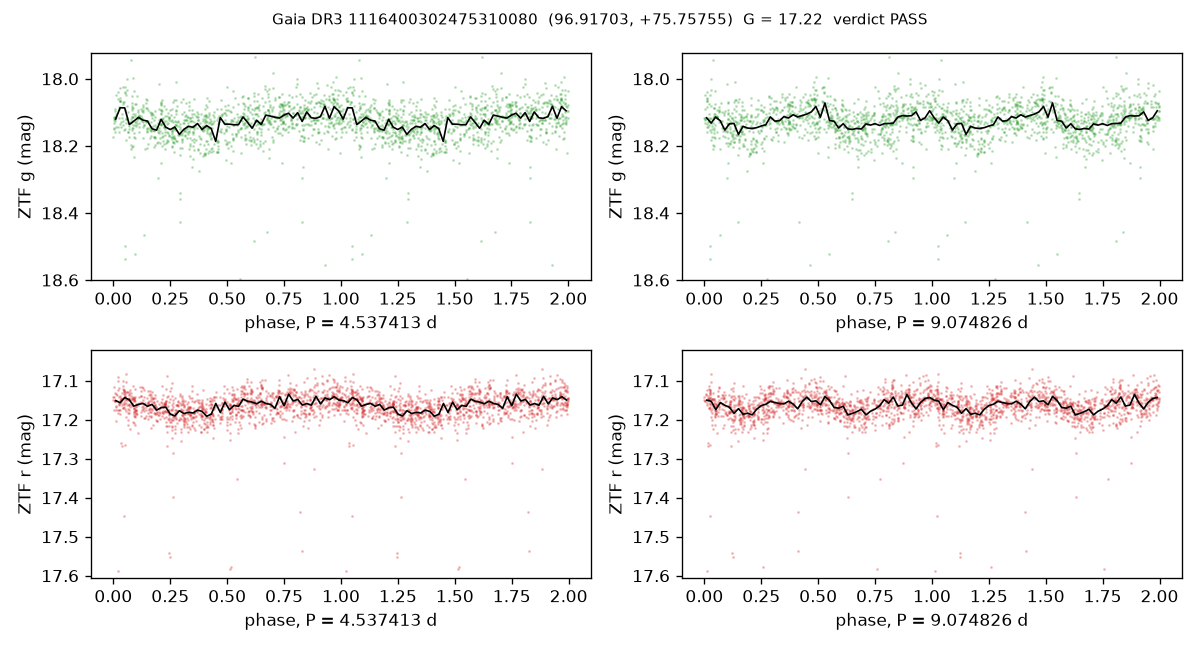 Gaia DR3 1116400302475310080 (96.91703, +75.75755) G = 17.22 verdict PASS
18.0
18.2
18.4
18.6
ZTF g (mag)
0.00 0.25 0.50 0.75 1.00 1.25 1.50 1.75 2.00
phase, P = 4.537413 d
18.0
18.2
18.4
18.6
ZTF g (mag)
0.00 0.25 0.50 0.75 1.00 1.25 1.50 1.75 2.00
phase, P = 9.074826 d
17.1
17.2
17.3
17.4
17.5
17.6
ZTF r (mag)
0.00 0.25 0.50 0.75 1.00 1.25 1.50 1.75 2.00
phase, P = 4.537413 d
17.1
17.2
17.3
17.4
17.5
17.6
ZTF r (mag)
0.00 0.25 0.50 0.75 1.00 1.25 1.50 1.75 2.00
phase, P = 9.074826 d